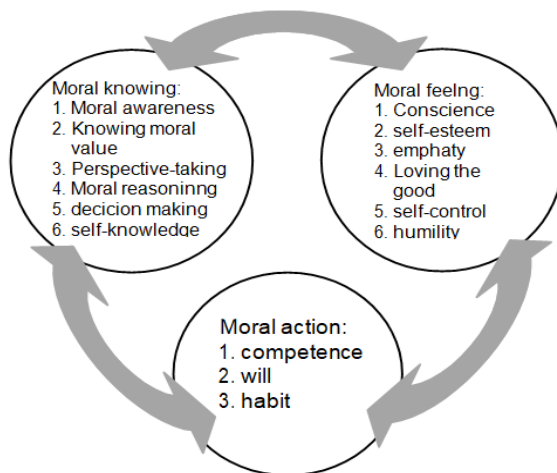 Moral knowing:
1. Moral awareness
2. Knowing moral
value
3. Perspective-taking
4. Moral reasoninng
5. decicion making
6. self-knowledge
Moral feelng:
1. Conscience
2. self-esteem
3. emphaty
4. Loving the
good
5. self-control
6. humility
Moral action:
1. competence
2. will
3. habit